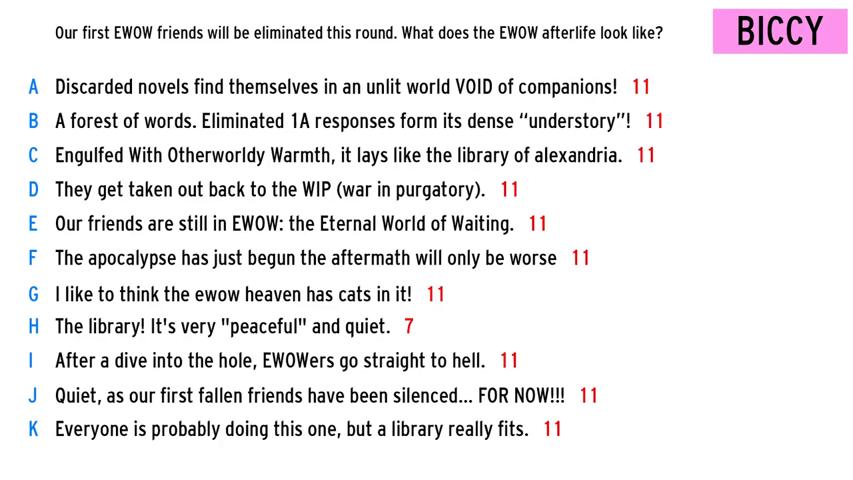 Our first EWOW friends will be eliminated this round. What does the EWOW afterlife look like?
BICCY
A Discarded novels find themselves in an unlit world VOID of companions! 11
B A forest of words. Eliminated 1A responses form its dense “understory”! 11
C Engulfed With Otherworldy Warmth, it lays like the library of alexandria. 11
D They get taken out back to the WIP (war in purgatory). 11
E Our friends are still in EWOW: the Eternal World of Waiting. 11
F The apocalypse has just begun the aftermath will only be worse 11
G I like to think the ewow heaven has cats in it! 11
H The library! It's very "peaceful" and quiet. 7
I After a dive into the hole, EWOWers go straight to hell. 11
J Quiet, as our first fallen friends have been silenced... FOR NOW!!! 11
K Everyone is probably doing this one, but a library really fits. 11